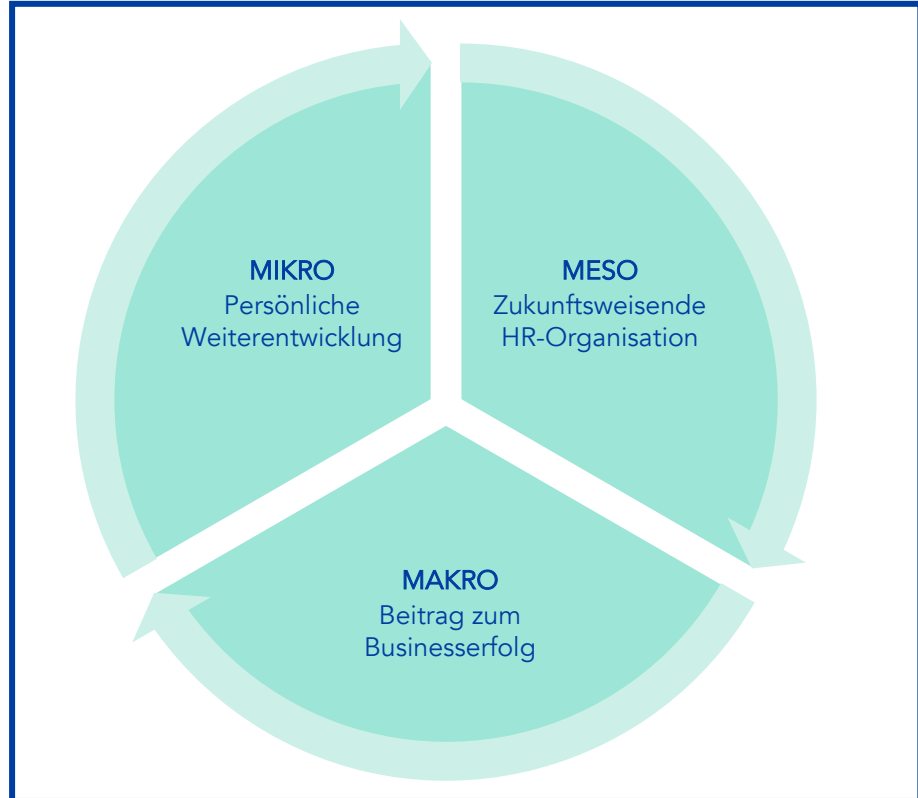 MIKRO
Persönliche
Weiterentwicklung
MESO
Zukunftsweisende
HR-Organisation
MAKRO
Beitrag zum
Businesserfolg